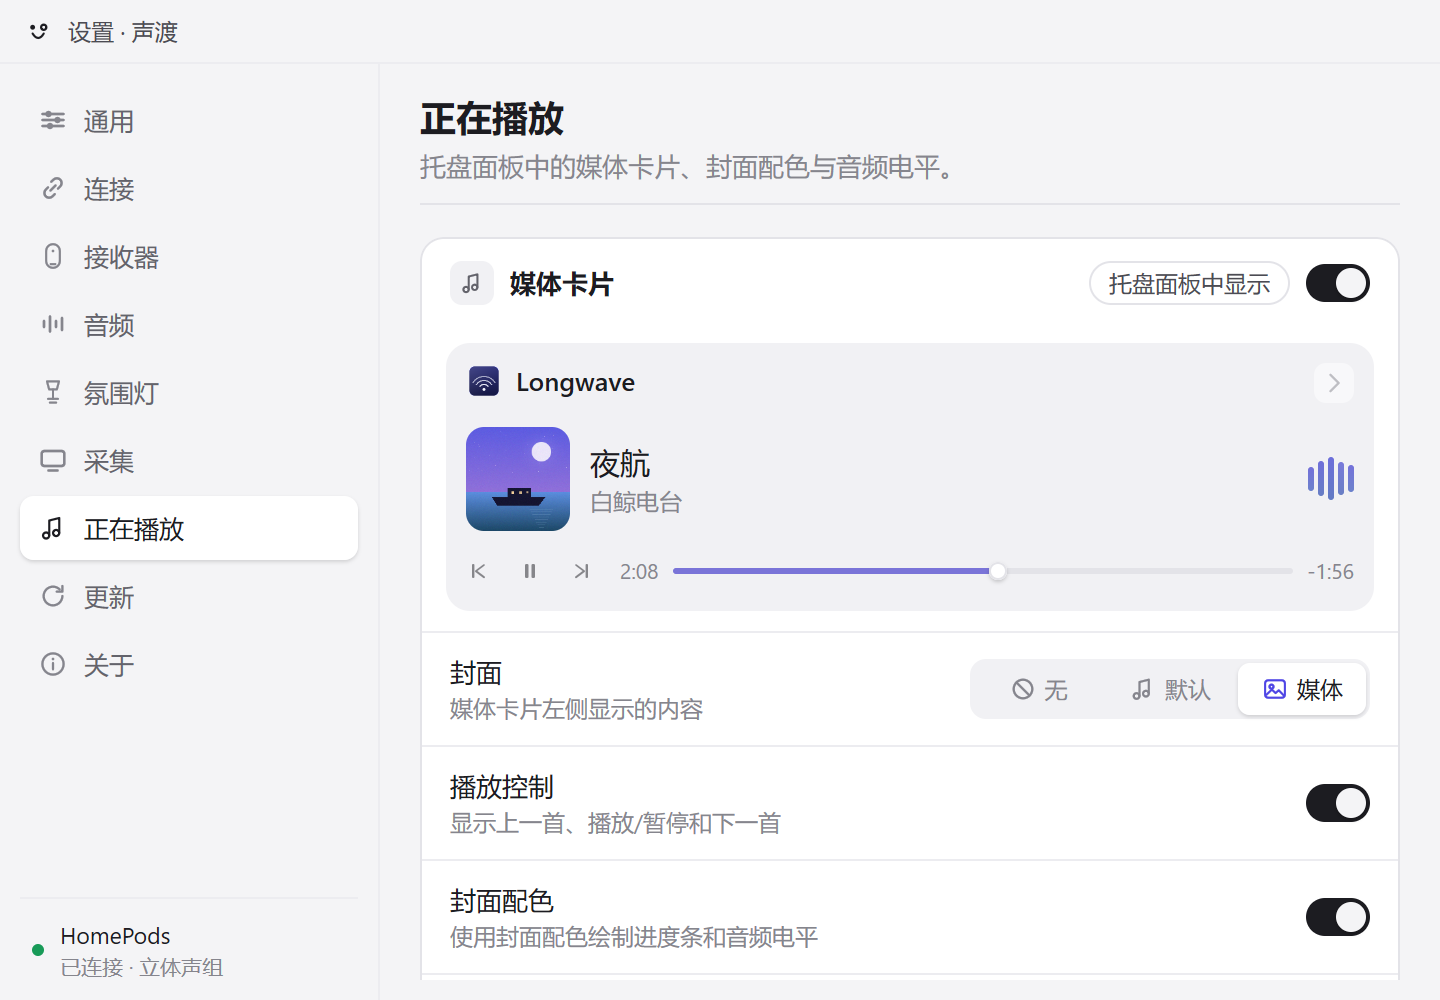 设置 · 声渡
通用
连接
接收器
音频
氛围灯
采集
正在播放
更新
关于
HomePods
已连接 · 立体声组
正在播放
托盘面板中的媒体卡片、封面配色与音频电平。
媒体卡片
托盘面板中显示
Longwave
夜航
白鲸电台
2:08
-1:56
封面
媒体卡片左侧显示的内容
无
默认
媒体
播放控制
显示上一首、播放/暂停和下一首
封面配色
使用封面配色绘制进度条和音频电平